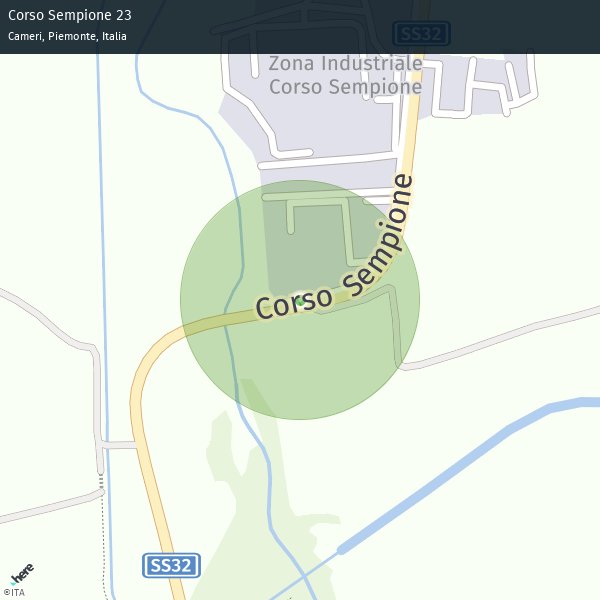 Corso Sempione 23
Cameri, Piemonte, Italia
SS32
Zona Industriale
Corso Sempione
Corso Sempione
SS32
here
©ITA